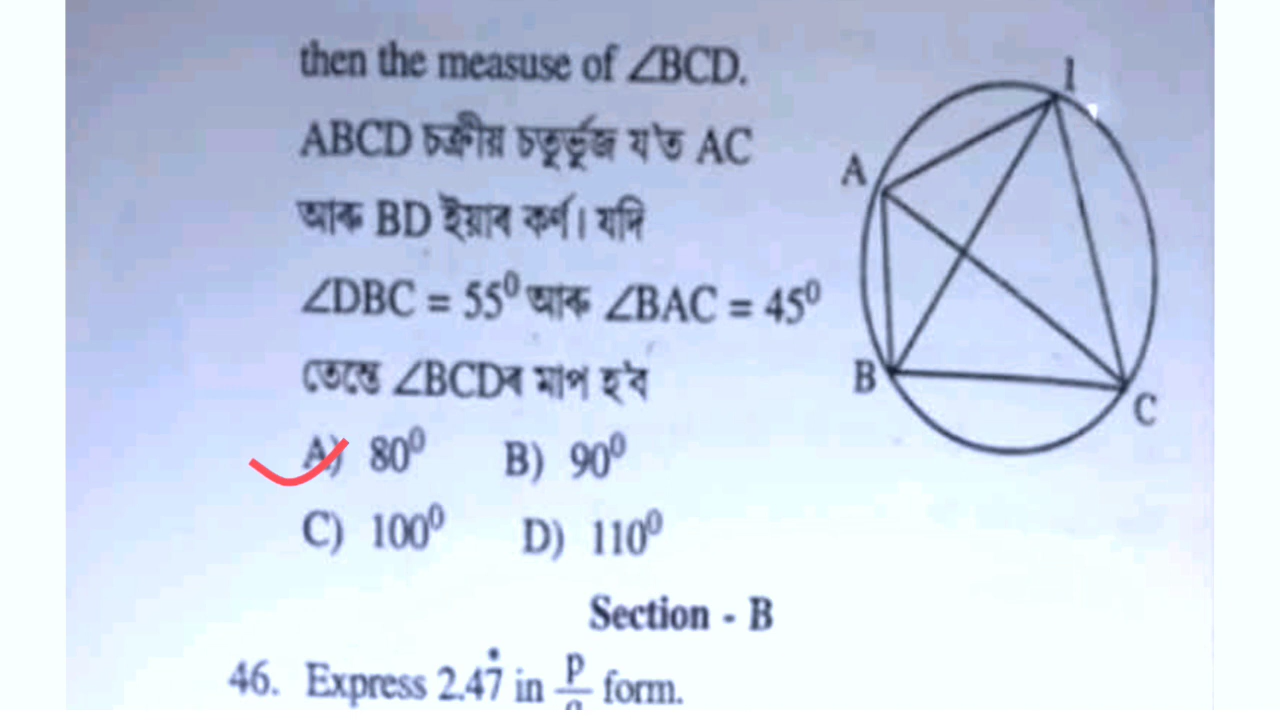 then the measuse of ∠BCD.
ABCD চক্ৰীয় চতুৰ্ভূজ য'ত AC
আৰু BD ইয়াৰ কৰ্ণ। যদি
∠DBC = 55⁰ আৰু ∠BAC = 45⁰
তেন্তে ∠BCDৰ মাপ হ'ব
A) 80⁰ B) 90⁰
C) 100⁰ D) 110⁰
A
B
C
Section - B
46. Express 2.47̇ in p/ form.